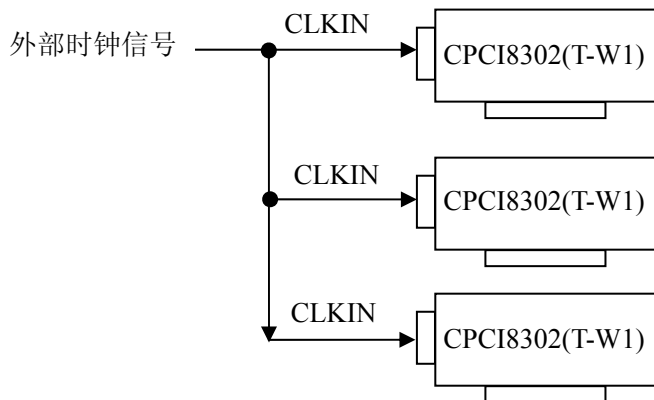 外部时钟信号
CLKIN
CPCI8302(T-W1)
CLKIN
CPCI8302(T-W1)
CLKIN
CPCI8302(T-W1)